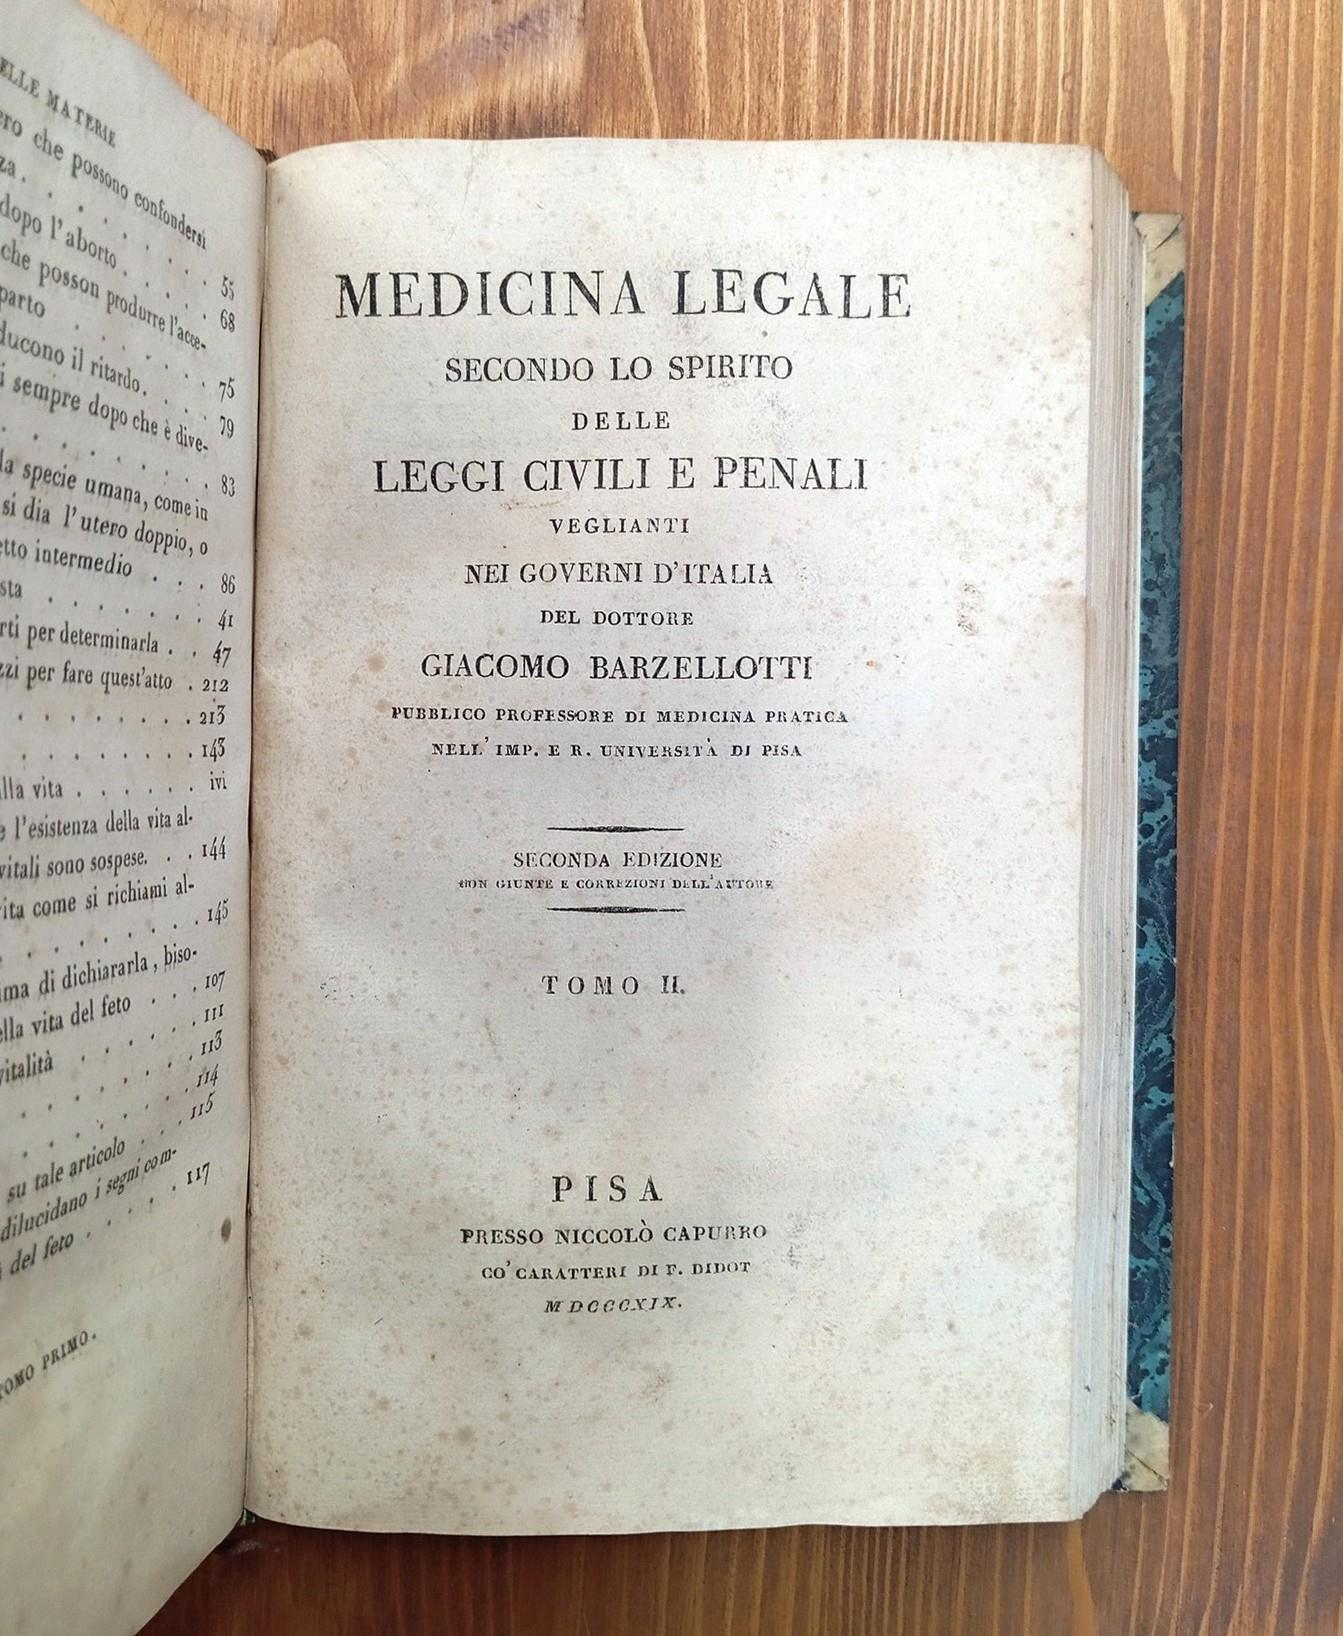 ELLE MATERIE
ero che possono confondersi
za. . . . . . . . 55
dopo l'aborto . . . . 68
che posson produrre l'acce-
parto . . . . . . . 75
ducono il ritardo. . . . 79
i sempre dopo che è dive-
. . . . . . . . 83
la specie umana, come in
si dia l'utero doppio, o
etto intermedio . . . 86
sta . . . . . . . 41
rti per determinarla . . 47
zzi per fare quest'atto . 212
. . . . . . . . 213
. . . . . . . . 143
alla vita . . . . . . ivi
e l'esistenza della vita al-
vitali sono sospese. . . 144
vita come si richiami al-
. . . . . . . . 145
ima di dichiararla, biso-
ella vita del feto . . . 107
vitalità . . . . . . 111
. . . . . . . . 113
. . . . . . . . 114
su tale articolo . . . 115
dilucidano i segni com-
del feto . . . . . 117
TOMO PRIMO.
MEDICINA LEGALE
SECONDO LO SPIRITO
DELLE
LEGGI CIVILI E PENALI
VEGLIANTI
NEI GOVERNI D'ITALIA
DEL DOTTORE
GIACOMO BARZELLOTTI
PUBBLICO PROFESSORE DI MEDICINA PRATICA
NELL' IMP. E R. UNIVERSITÀ DI PISA
SECONDA EDIZIONE
CON GIUNTE E CORREZIONI DELL'AUTORE
TOMO II.
PISA
PRESSO NICCOLÒ CAPURRO
CO' CARATTERI DI F. DIDOT
MDCCCXIX.